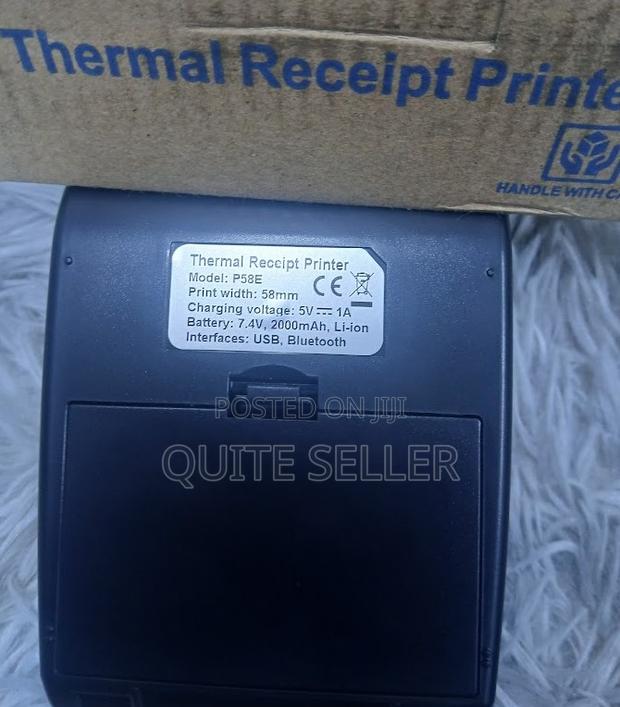 Thermal Receipt Printe
HANDLE WITH CA
Thermal Receipt Printer
Model: P58E
Print width: 58mm
CE
Charging voltage: 5V⎓1A
Battery: 7.4V, 2000mAh, Li-ion
Interfaces: USB, Bluetooth
POSTED ON JIJI
QUITE SELLER